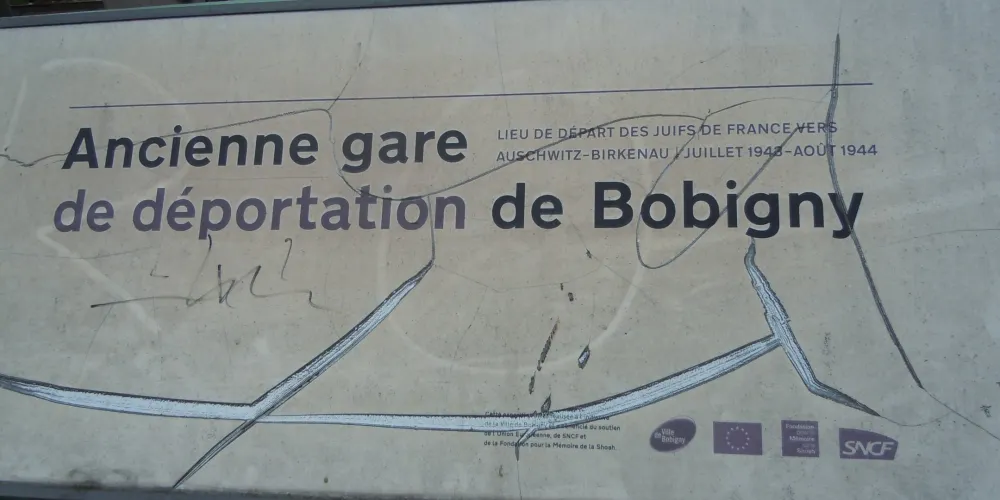 Ancienne gare
de déportation de Bobigny
LIEU DE DÉPART DES JUIFS DE FRANCE VERS
AUSCHWITZ-BIRKENAU / JUILLET 1943-AOÛT 1944
de la Ville de
du soutien
de l'Union Européenne, de SNCF et
de la Fondation pour la Mémoire de la Shoah.
Ville
de Bobigny
Fondation
pour la
Mémoire
de la
Shoah
SNCF